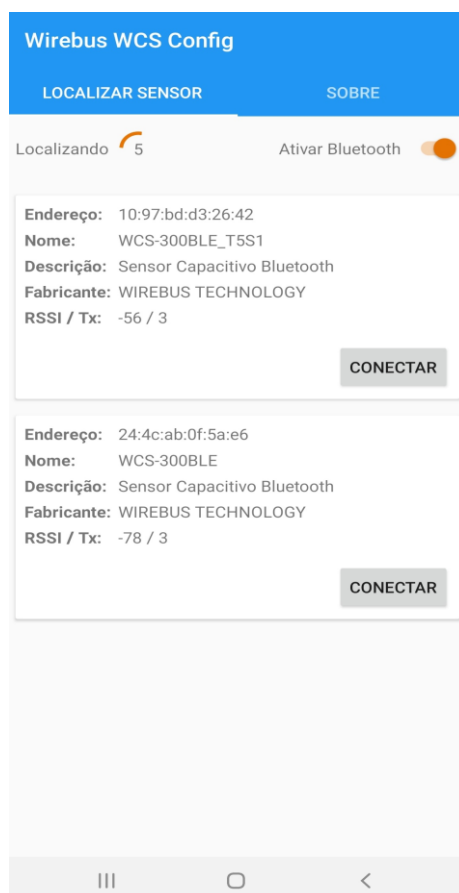 Wirebus WCS Config
LOCALIZAR SENSOR SOBRE
Localizando 5 Ativar Bluetooth
Endereço: 10:97:bd:d3:26:42
Nome: WCS-300BLE_T5S1
Descrição: Sensor Capacitivo Bluetooth
Fabricante: WIREBUS TECHNOLOGY
RSSI / Tx: -56 / 3
CONECTAR
Endereço: 24:4c:ab:0f:5a:e6
Nome: WCS-300BLE
Descrição: Sensor Capacitivo Bluetooth
Fabricante: WIREBUS TECHNOLOGY
RSSI / Tx: -78 / 3
CONECTAR